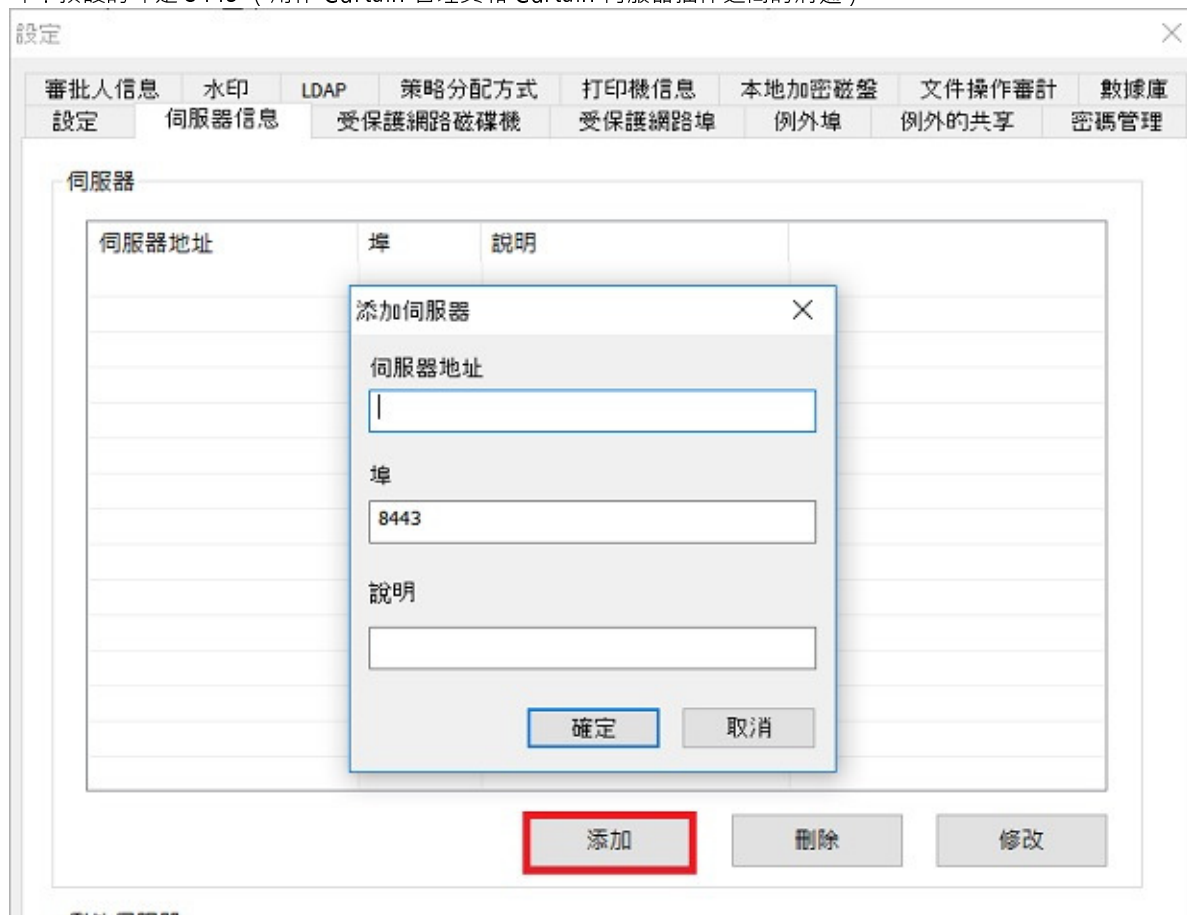 設定
審批人信息 水印 LDAP 策略分配方式 打印機信息 本地加密磁盤 文件操作審計 數據庫
設定 伺服器信息 受保護網路磁碟機 受保護網路埠 例外埠 例外的共享 密碼管理
伺服器
伺服器地址 埠 說明
添加伺服器
伺服器地址
埠
8443
說明
確定 取消
添加 刪除 修改